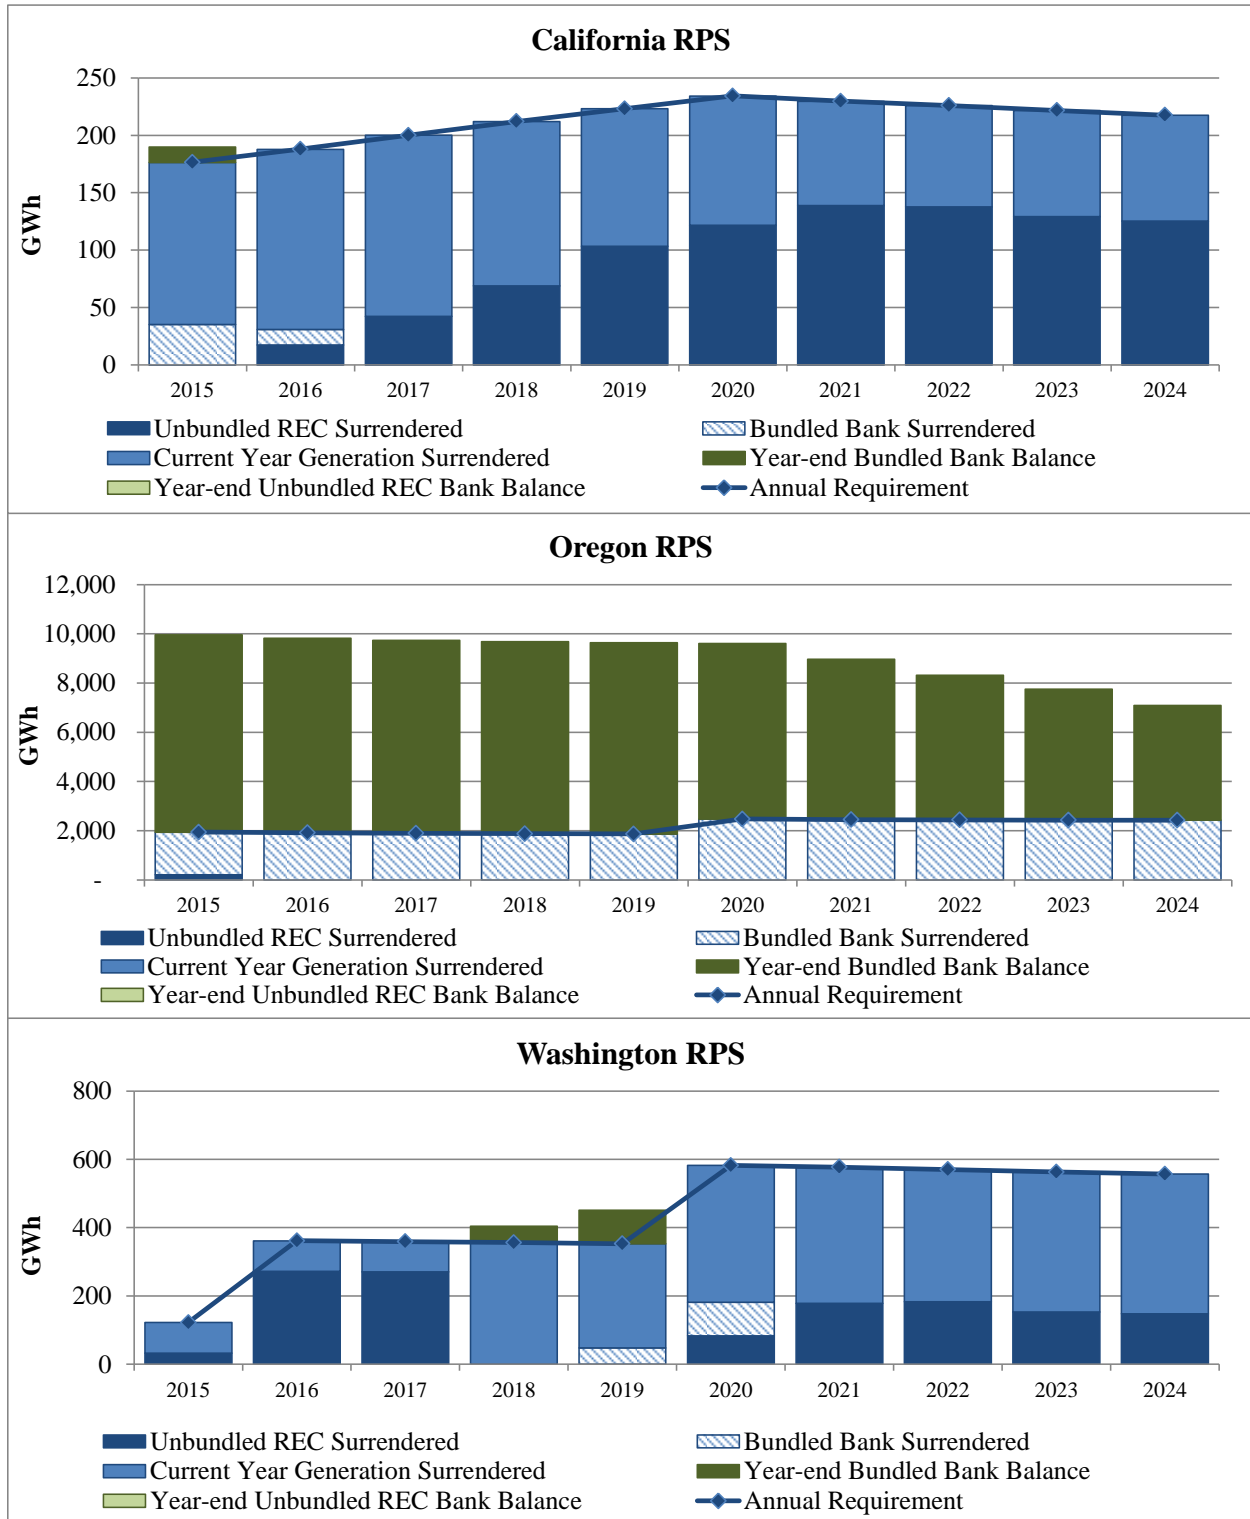 California RPS
250
200
150
100
50
0
GWh
2015 2016 2017 2018 2019 2020 2021 2022 2023 2024
Unbundled REC Surrendered Bundled Bank Surrendered
Current Year Generation Surrendered Year-end Bundled Bank Balance
Year-end Unbundled REC Bank Balance Annual Requirement
Oregon RPS
12,000
10,000
8,000
6,000
4,000
2,000
-
GWh
2015 2016 2017 2018 2019 2020 2021 2022 2023 2024
Unbundled REC Surrendered Bundled Bank Surrendered
Current Year Generation Surrendered Year-end Bundled Bank Balance
Year-end Unbundled REC Bank Balance Annual Requirement
Washington RPS
800
600
400
200
0
GWh
2015 2016 2017 2018 2019 2020 2021 2022 2023 2024
Unbundled REC Surrendered Bundled Bank Surrendered
Current Year Generation Surrendered Year-end Bundled Bank Balance
Year-end Unbundled REC Bank Balance Annual Requirement